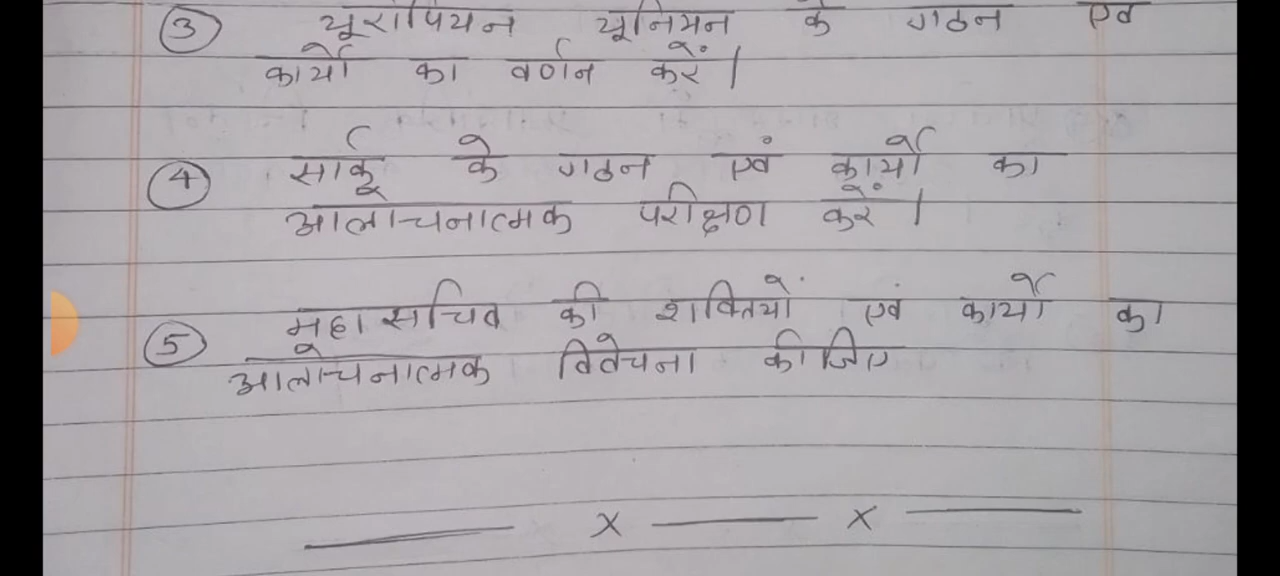 ③ यूरोपियन यूनियन के गठन एवं
कार्यो का वर्णन करें।
④ सार्क के गठन एवं कार्यो का
आलोचनात्मक परीक्षण करें।
⑤ महासचिव की शक्तियों एवं कार्यो का
आलोचनात्मक विवेचना कीजिए
x x